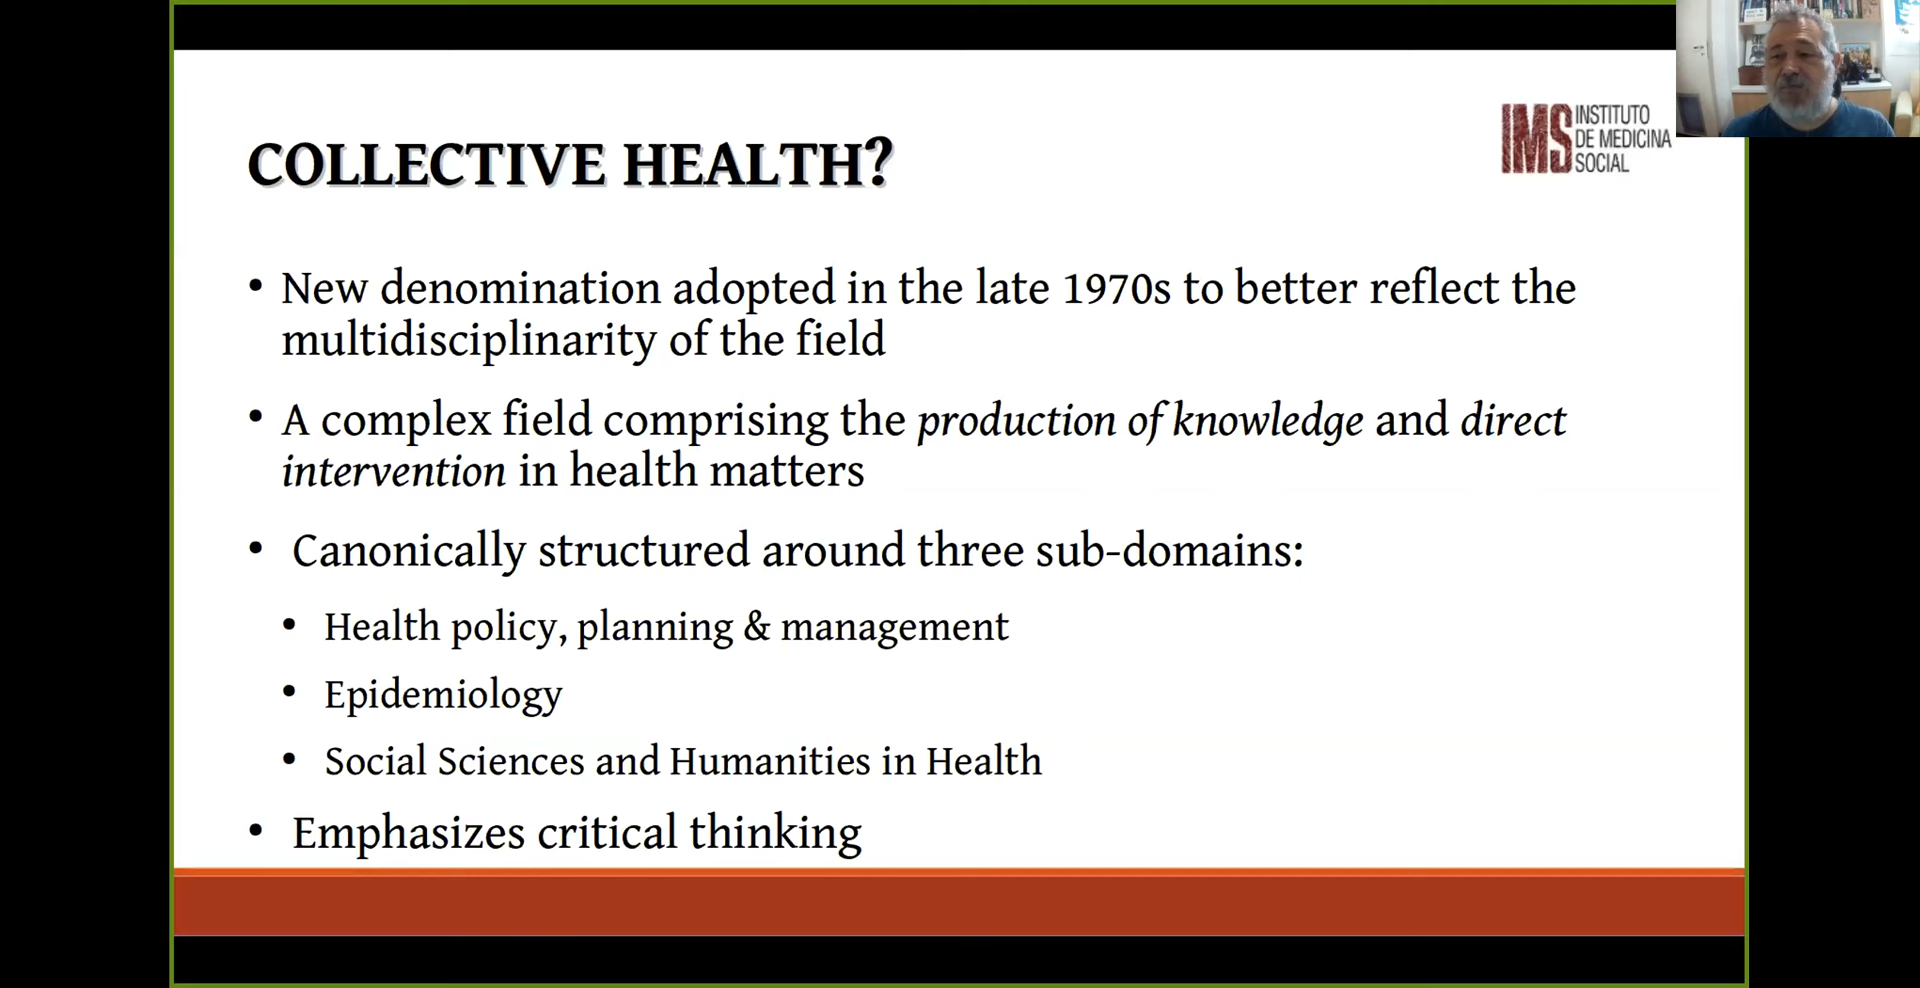 COLLECTIVE HEALTH?
IMS INSTITUTO
DE MEDICINA
SOCIAL
• New denomination adopted in the late 1970s to better reflect the
multidisciplinarity of the field
• A complex field comprising the production of knowledge and direct
intervention in health matters
• Canonically structured around three sub-domains:
• Health policy, planning & management
• Epidemiology
• Social Sciences and Humanities in Health
• Emphasizes critical thinking